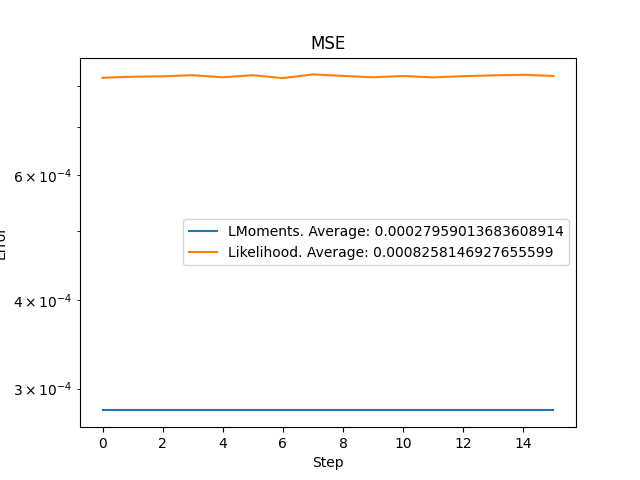 MSE
6 × 10⁻⁴
LMoments. Average: 0.00027959013683608914
Likelihood. Average: 0.0008258146927655599
Error
4 × 10⁻⁴
3 × 10⁻⁴
0 2 4 6 8 10 12 14
Step